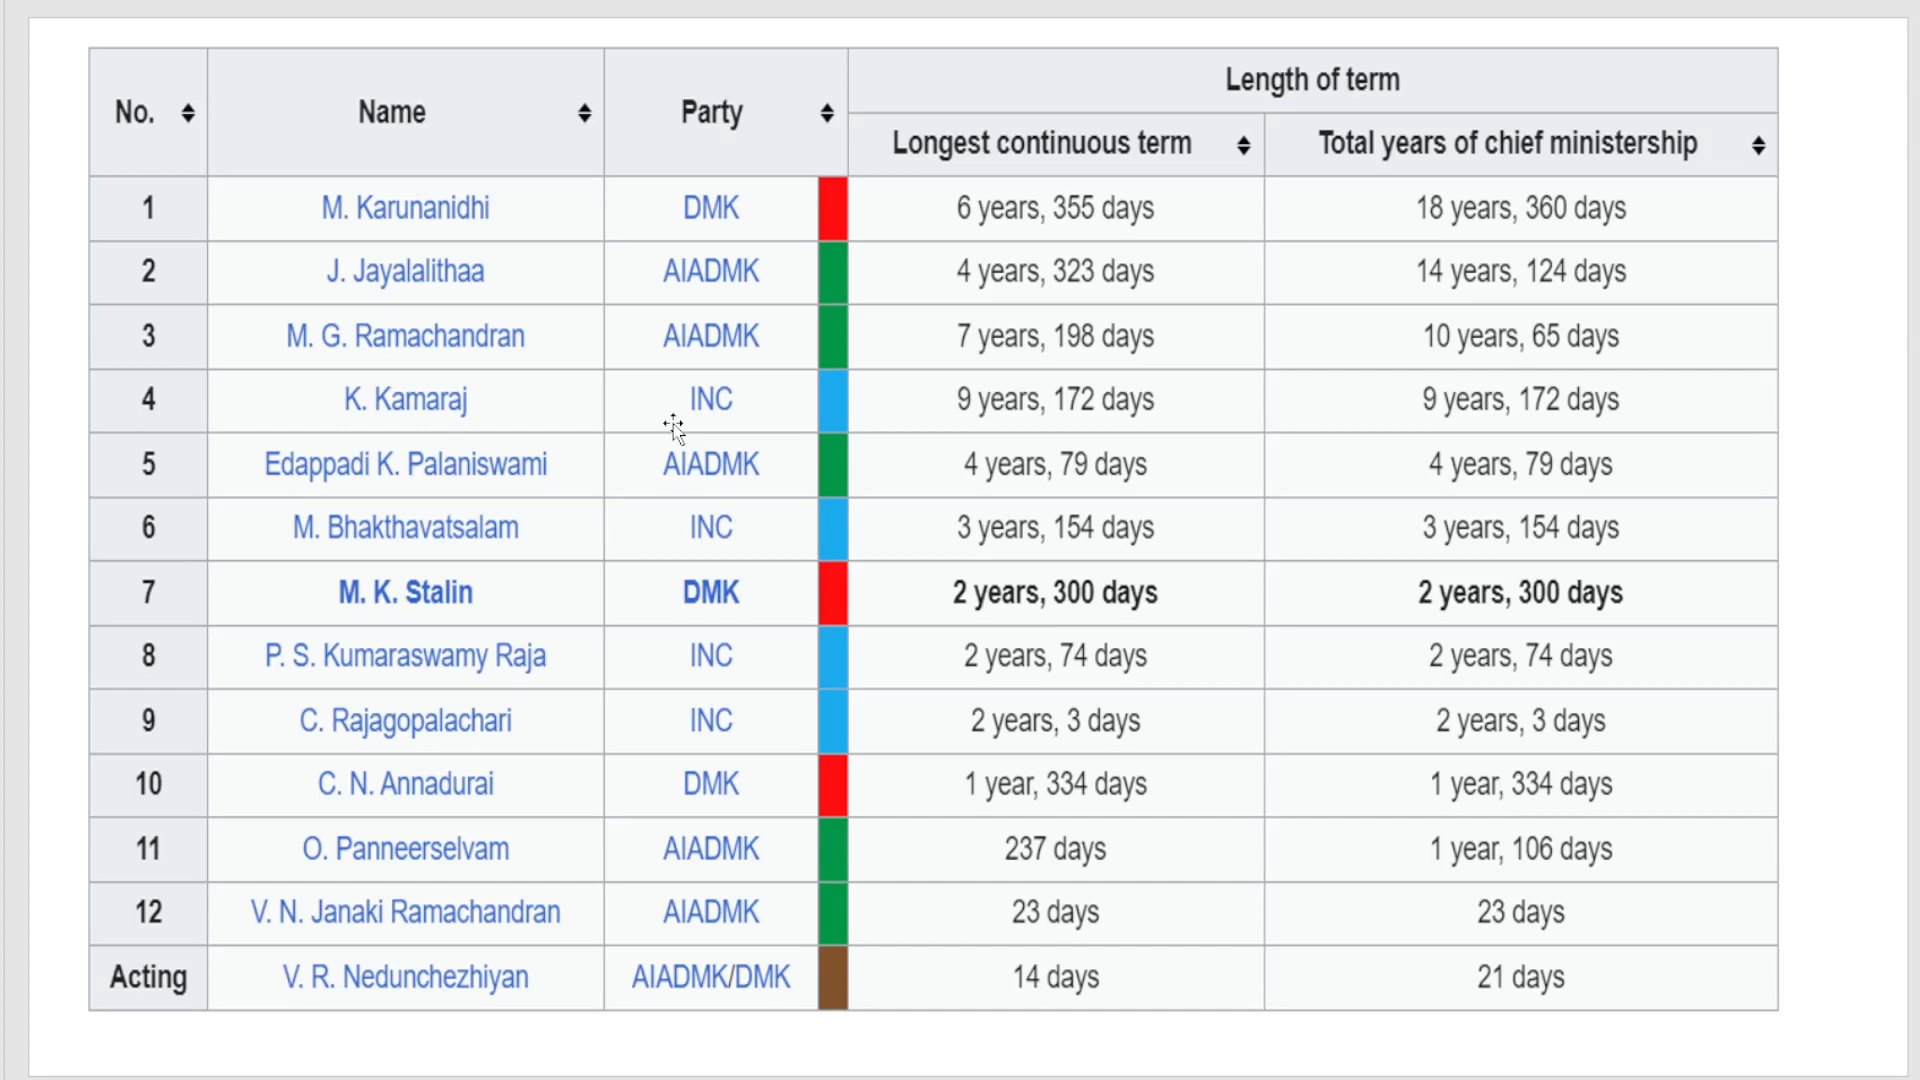 No. Name Party Length of term
Longest continuous term Total years of chief ministership
1 M. Karunanidhi DMK 6 years, 355 days 18 years, 360 days
2 J. Jayalalithaa AIADMK 4 years, 323 days 14 years, 124 days
3 M. G. Ramachandran AIADMK 7 years, 198 days 10 years, 65 days
4 K. Kamaraj INC 9 years, 172 days 9 years, 172 days
5 Edappadi K. Palaniswami AIADMK 4 years, 79 days 4 years, 79 days
6 M. Bhakthavatsalam INC 3 years, 154 days 3 years, 154 days
7 M. K. Stalin DMK 2 years, 300 days 2 years, 300 days
8 P. S. Kumaraswamy Raja INC 2 years, 74 days 2 years, 74 days
9 C. Rajagopalachari INC 2 years, 3 days 2 years, 3 days
10 C. N. Annadurai DMK 1 year, 334 days 1 year, 334 days
11 O. Panneerselvam AIADMK 237 days 1 year, 106 days
12 V. N. Janaki Ramachandran AIADMK 23 days 23 days
Acting V. R. Nedunchezhiyan AIADMK/DMK 14 days 21 days